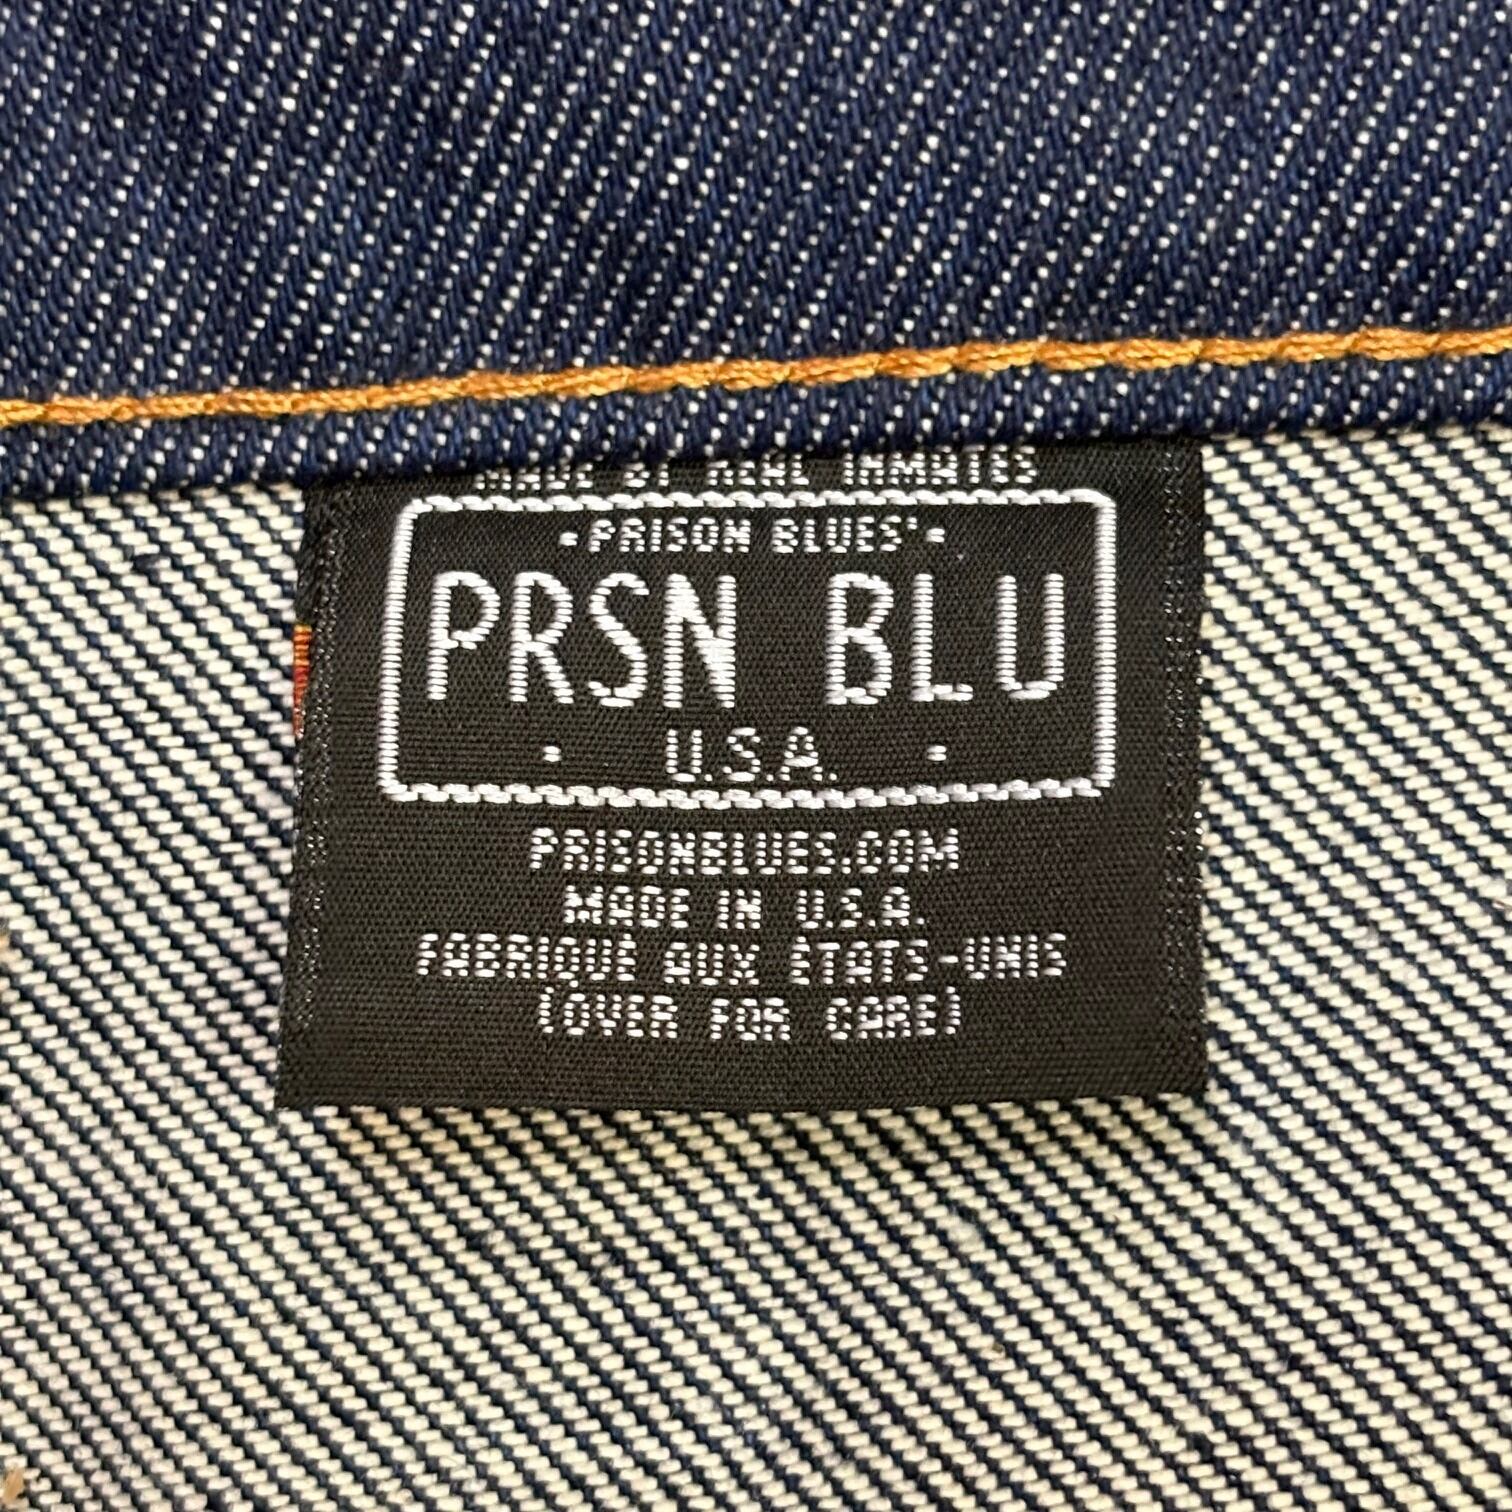 MADE BY REAL INMATES
·PRISON BLUES'·
PRSN BLU
· U.S.A. ·
PRISONBLUES.COM
MADE IN U.S.A.
FABRIQUÉ AUX ÉTATS-UNIS
(OVER FOR CARE)